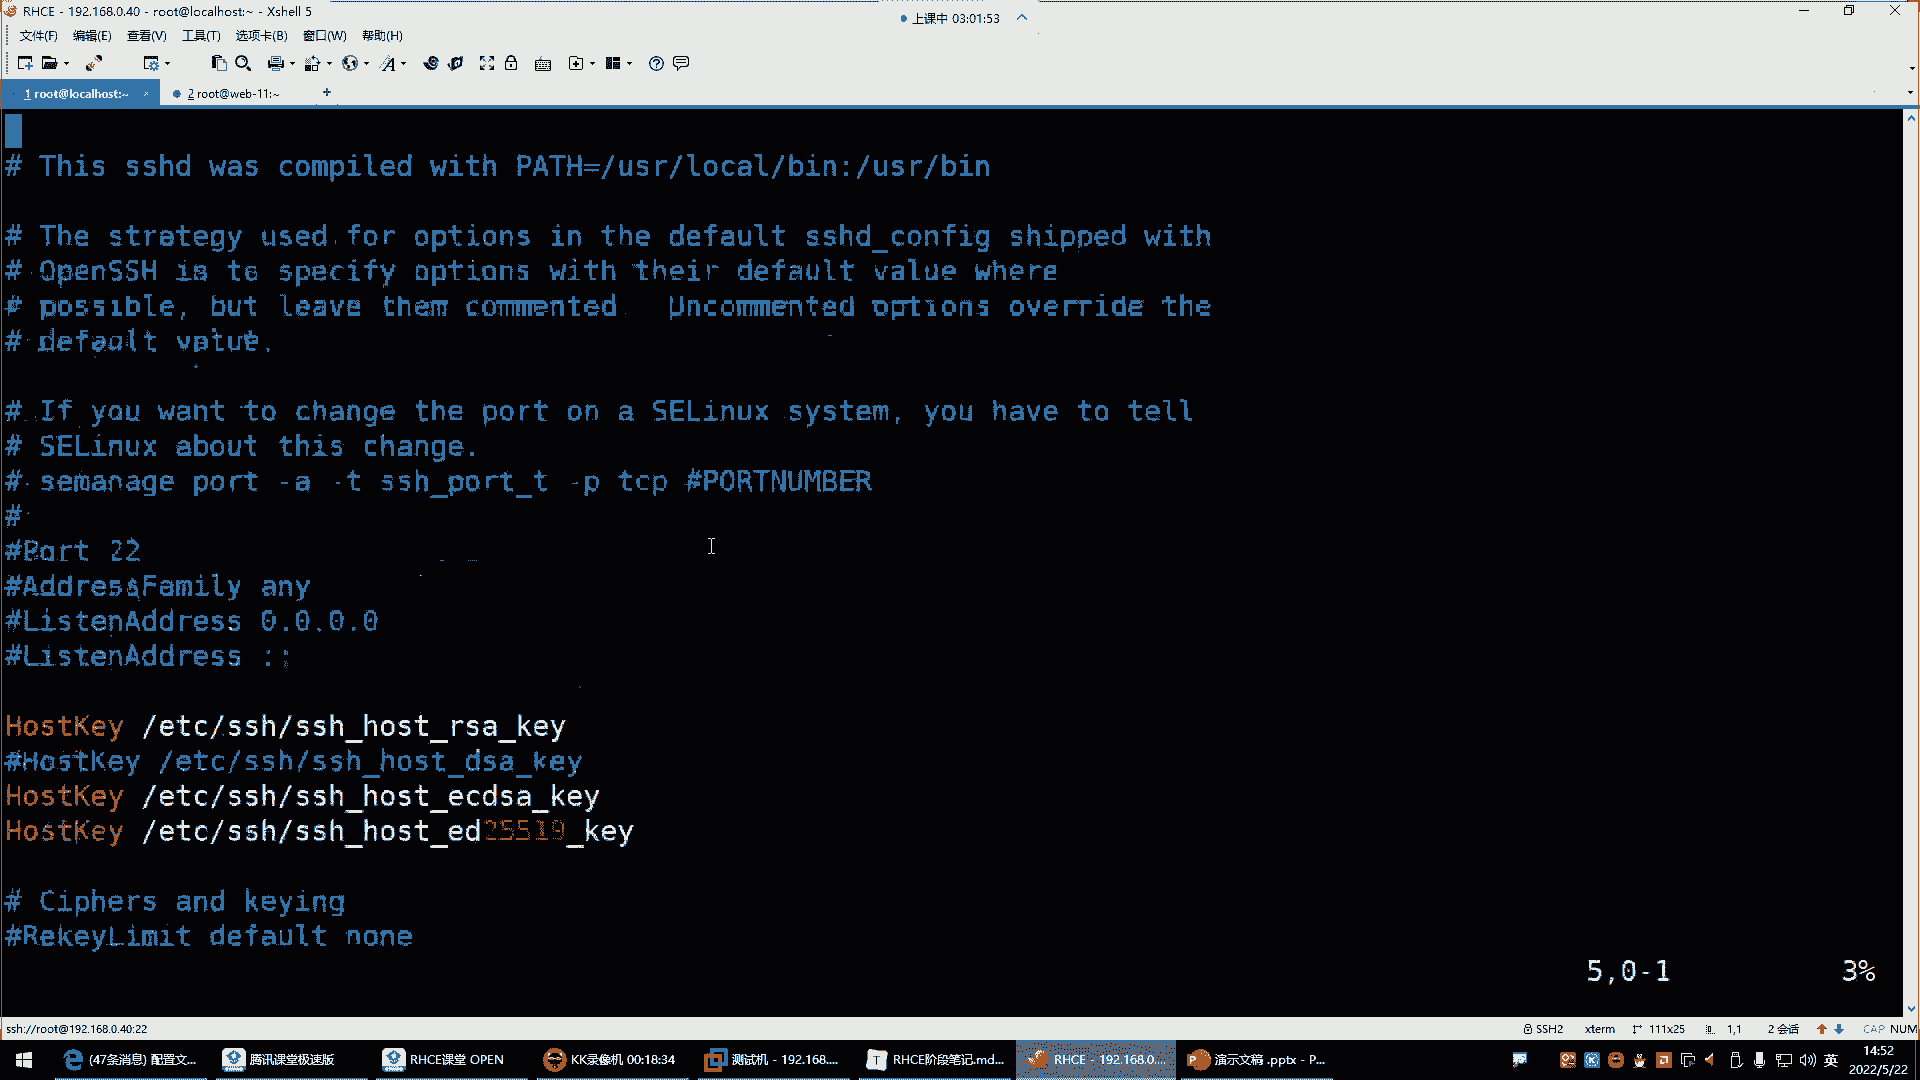 RHCE - 192.168.0.40 - root@localhost:~ - Xshell 5
上课中 03:01:53
文件(F) 编辑(E) 查看(V) 工具(T) 选项卡(B) 窗口(W) 帮助(H)
1 root@localhost:~ × 2 root@web-11:~ +
# This sshd was compiled with PATH=/usr/local/bin:/usr/bin
# The strategy used for options in the default sshd_config shipped with
# OpenSSH is to specify options with their default value where
# possible, but leave them commented. Uncommented options override the
# default value.
# If you want to change the port on a SELinux system, you have to tell
# SELinux about this change.
# semanage port -a -t ssh_port_t -p tcp #PORTNUMBER
#
#Port 22
#AddressFamily any
#ListenAddress 0.0.0.0
#ListenAddress ::
HostKey /etc/ssh/ssh_host_rsa_key
#HostKey /etc/ssh/ssh_host_dsa_key
HostKey /etc/ssh/ssh_host_ecdsa_key
HostKey /etc/ssh/ssh_host_ed25519_key
# Ciphers and keying
#RekeyLimit default none
5,0-1 3%
ssh://root@192.168.0.40:22 SSH2 xterm 111x25 1,1 2 会话 CAP NUM
(47条消息) 配置文... 腾讯课堂极速版 RHCE课堂 OPEN KK录像机 00:18:34 测试机 - 192.168.... RHCE阶段笔记.md... RHCE - 192.168.0.... 演示文稿 .pptx - P... 英 14:52
2022/5/22